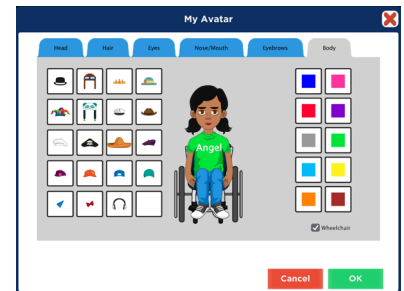 My Avatar
Head
Hair
Eyes
Nose/Mouth
Eyebrows
Body
Angel
Wheelchair
Cancel
OK